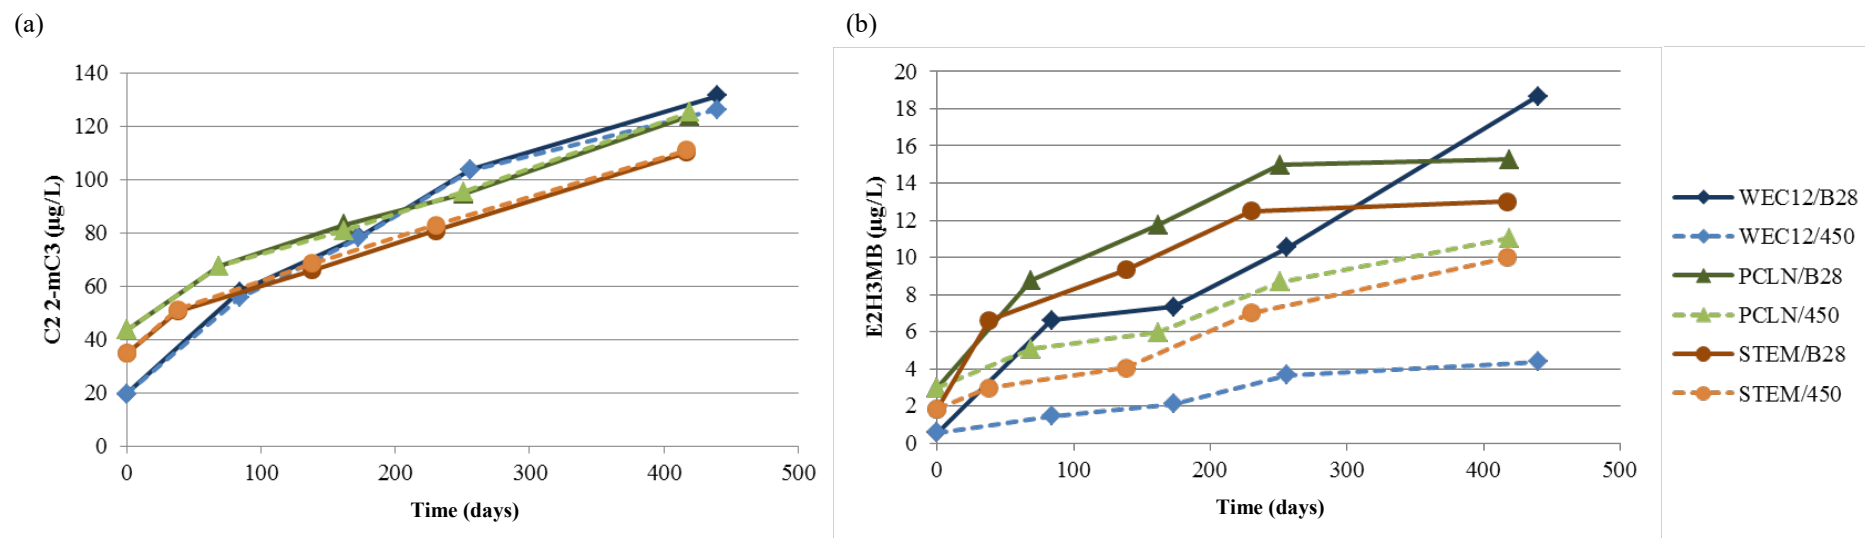 (a)
140
120
100
80
60
40
20
0
C2 2-mC3 (µg/L)
0 100 200 300 400 500
Time (days)
(b)
20
18
16
14
12
10
8
6
4
2
0
E2H3MB (µg/L)
0 100 200 300 400 500
Time (days)
WEC12/B28
WEC12/450
PCLN/B28
PCLN/450
STEM/B28
STEM/450